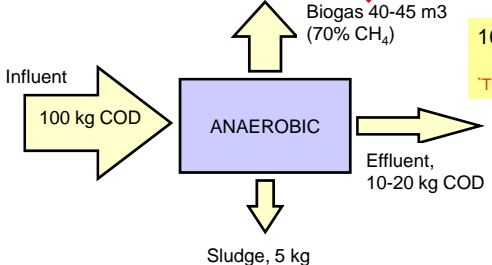 Biogas 40-45 m3
(70% CH₄)
10
*T
Influent
100 kg COD
ANAEROBIC
Effluent,
10-20 kg COD
Sludge, 5 kg